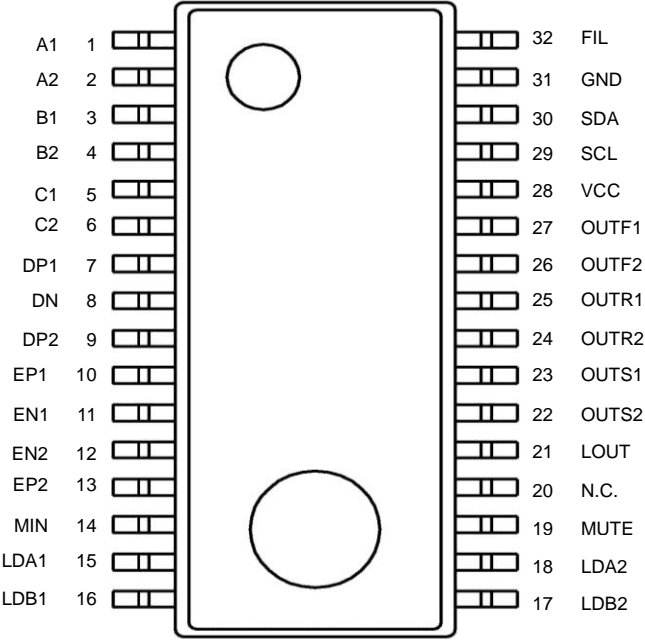 A1 1 32 FIL
A2 2 31 GND
B1 3 30 SDA
B2 4 29 SCL
C1 5 28 VCC
C2 6 27 OUTF1
DP1 7 26 OUTF2
DN 8 25 OUTR1
DP2 9 24 OUTR2
EP1 10 23 OUTS1
EN1 11 22 OUTS2
EN2 12 21 LOUT
EP2 13 20 N.C.
MIN 14 19 MUTE
LDA1 15 18 LDA2
LDB1 16 17 LDB2